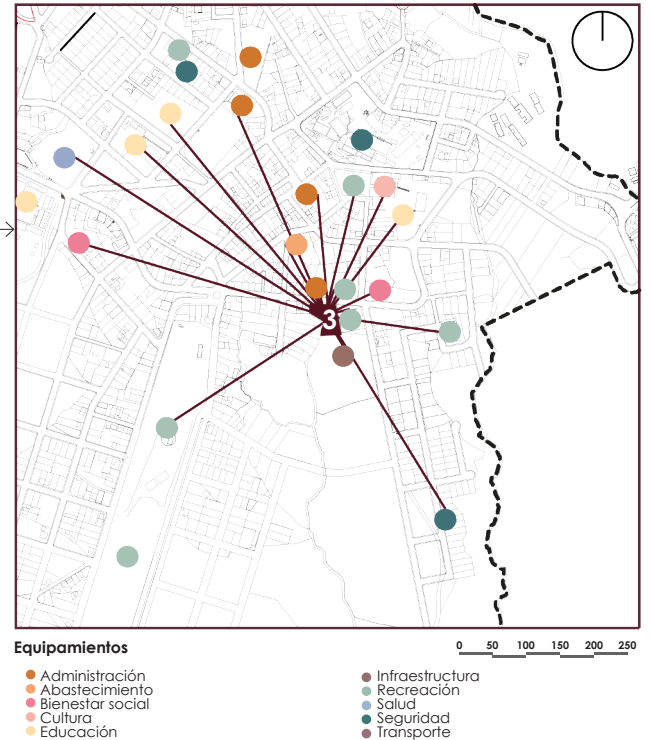 3
Equipamientos
0 50 100 150 200 250
Administración
Abastecimiento
Bienestar social
Cultura
Educación
Infraestructura
Recreación
Salud
Seguridad
Transporte